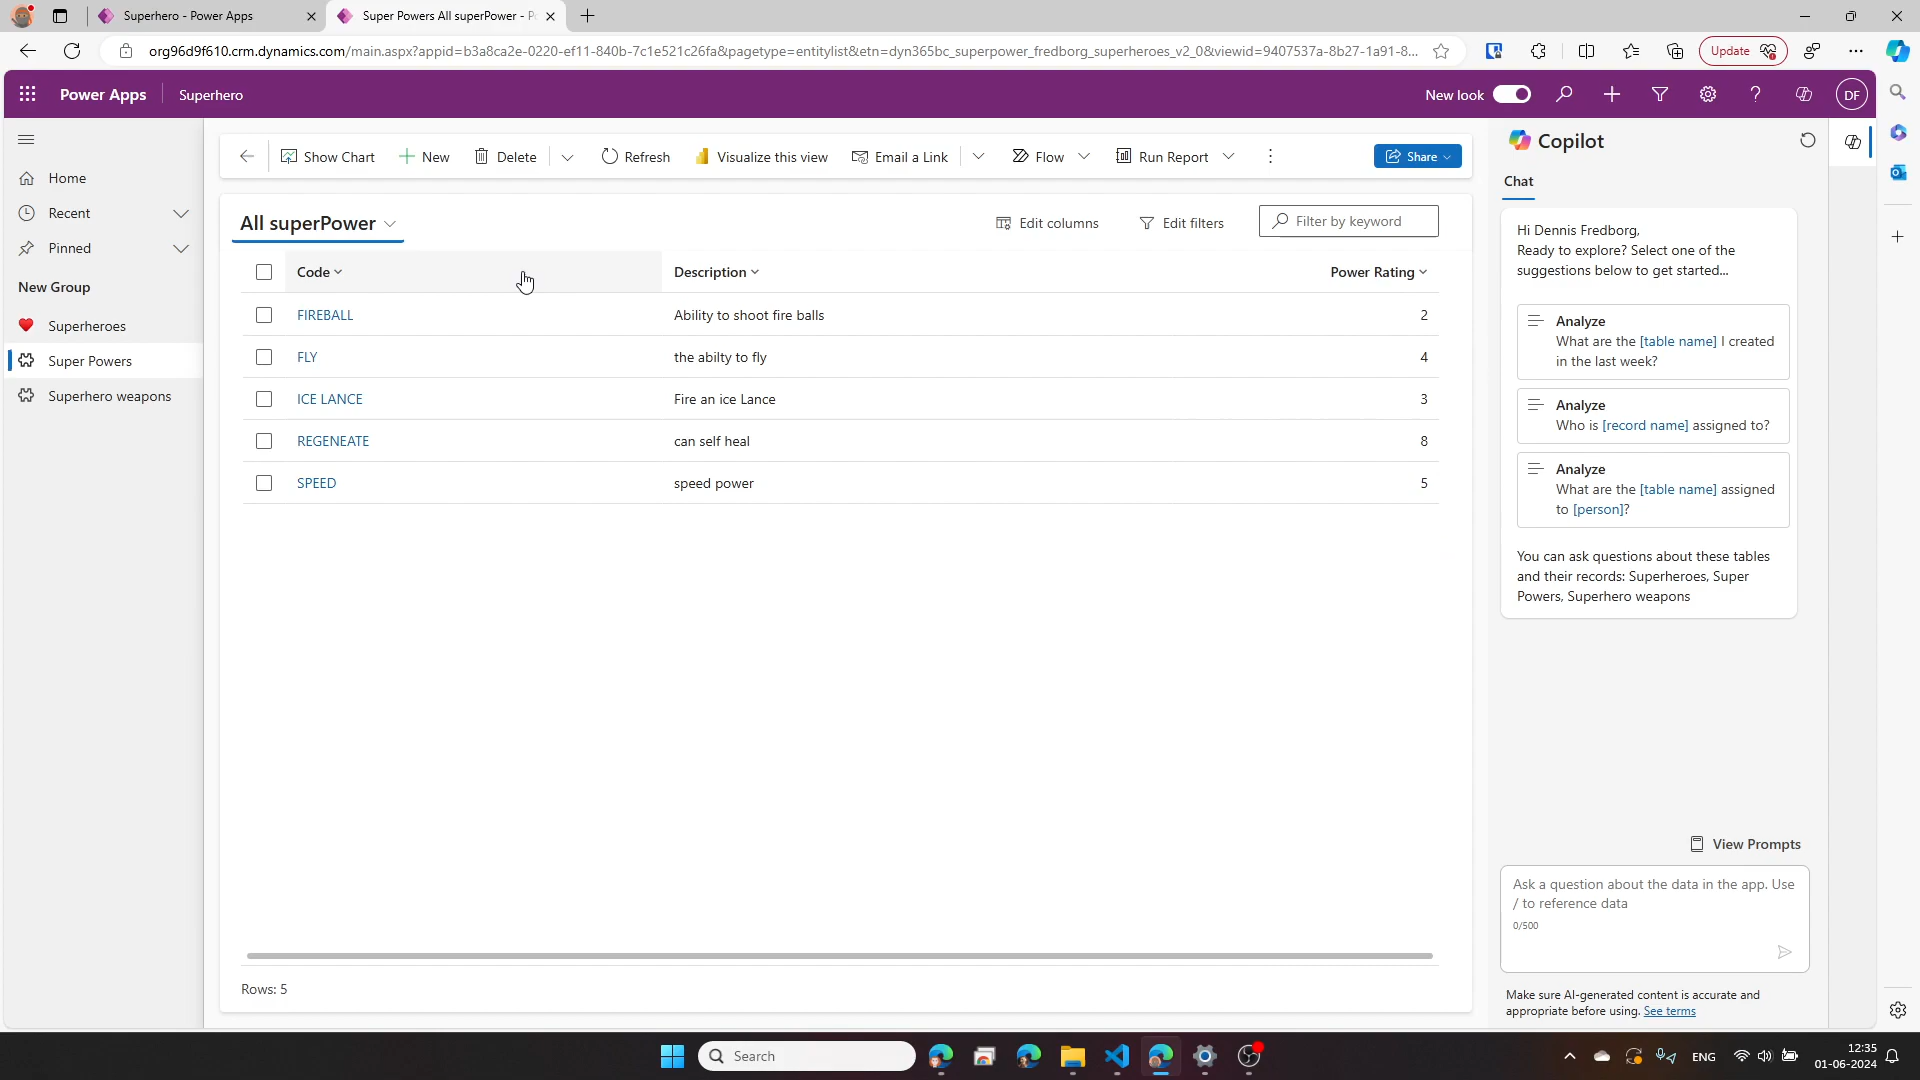 Superhero - Power Apps
Super Powers All superPower - P
org96d9f610.crm.dynamics.com/main.aspx?appid=b3a8ca2e-0220-ef11-840b-7c1e521c26fa&pagetype=entitylist&etn=dyn365bc_superpower_fredborg_superheroes_v2_0&viewid=9407537a-8b27-1a91-8...
Update
Power Apps
Superhero
New look
DF
Show Chart
New
Delete
Refresh
Visualize this view
Email a Link
Flow
Run Report
Share
Home
Recent
Pinned
New Group
Superheroes
Super Powers
Superhero weapons
All superPower
Edit columns
Edit filters
Filter by keyword
Code
Description
Power Rating
FIREBALL Ability to shoot fire balls 2
FLY the abilty to fly 4
ICE LANCE Fire an ice Lance 3
REGENEATE can self heal 8
SPEED speed power 5
Rows: 5
Copilot
Chat
Hi Dennis Fredborg,
Ready to explore? Select one of the
suggestions below to get started...
Analyze
What are the [table name] I created
in the last week?
Analyze
Who is [record name] assigned to?
Analyze
What are the [table name] assigned
to [person]?
You can ask questions about these tables
and their records: Superheroes, Super
Powers, Superhero weapons
View Prompts
Ask a question about the data in the app. Use
/ to reference data
0/500
Make sure AI-generated content is accurate and
appropriate before using. See terms
Search
ENG
12:35
01-06-2024